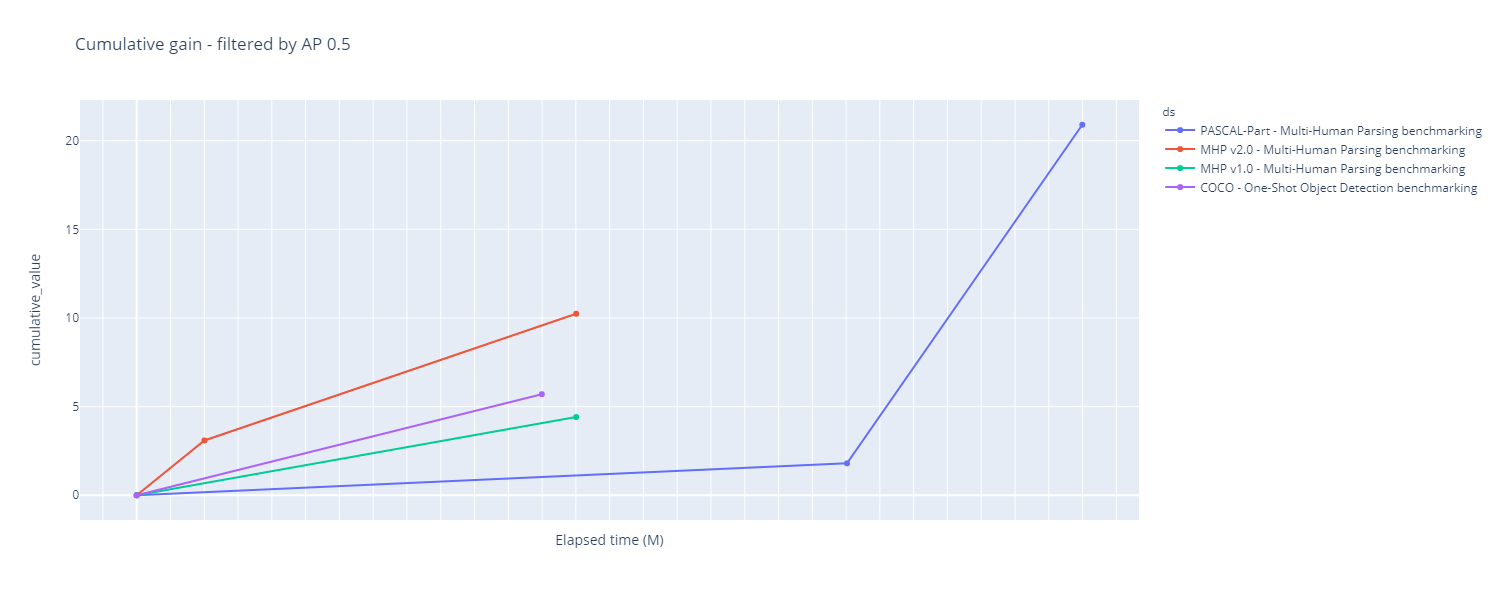 Cumulative gain - filtered by AP 0.5
ds
PASCAL-Part - Multi-Human Parsing benchmarking
MHP v2.0 - Multi-Human Parsing benchmarking
MHP v1.0 - Multi-Human Parsing benchmarking
COCO - One-Shot Object Detection benchmarking
cumulative_value
20
15
10
5
0
Elapsed time (M)